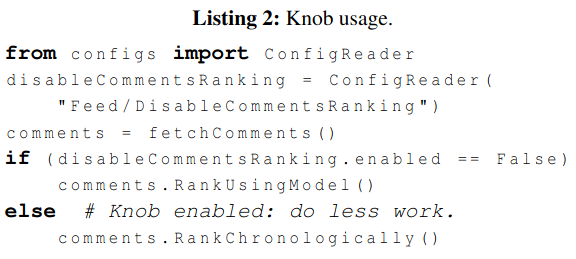 Listing 2: Knob usage.
from configs import ConfigReader
disableCommentsRanking = ConfigReader(
    "Feed/DisableCommentsRanking")
comments = fetchComments()
if (disableCommentsRanking.enabled == False)
    comments.RankUsingModel()
else  # Knob enabled: do less work.
    comments.RankChronologically()